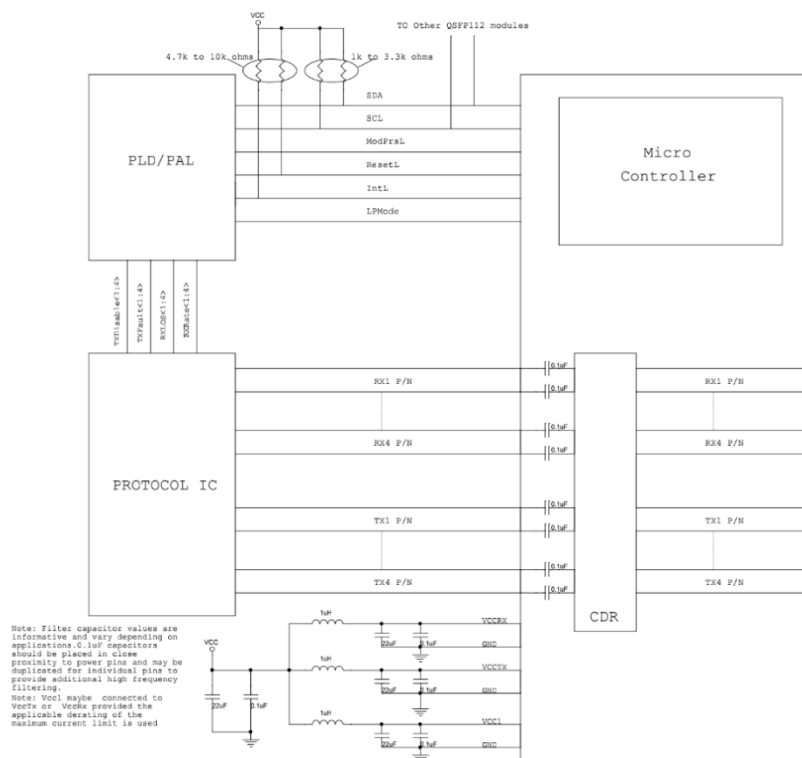 VCC
TO Other QSFP112 modules
4.7k to 10k ohms
1k to 3.3k ohms
SDA
SCL
ModPrsL
ResetL
IntL
LPMode
PLD/PAL
Micro
Controller
TXDisable<1:4>
TXFault<1:4>
RXLOS<1:4>
RXRate<1:4>
0.1uF
RX1 P/N
RX1 P/N
0.1uF
0.1uF
RX4 P/N
RX4 P/N
0.1uF
PROTOCOL IC
0.1uF
TX1 P/N
TX1 P/N
0.1uF
0.1uF
TX4 P/N
TX4 P/N
0.1uF
CDR
1uH
VCCRX
22uF
0.1uF
GND
Note: Filter capacitor values are
informative and vary depending on
applications.0.1uF capacitors
should be placed in close
proximity to power pins and may be
duplicated for individual pins to
provide additional high frequency
filtering.
Note: Vcc1 maybe connected to
VccTx or VccRx provided the
applicable derating of the
maximum current limit is used
VCC
22uF
0.1uF
1uH
VCCTX
22uF
0.1uF
GND
1uH
VCC1
22uF
0.1uF
GND